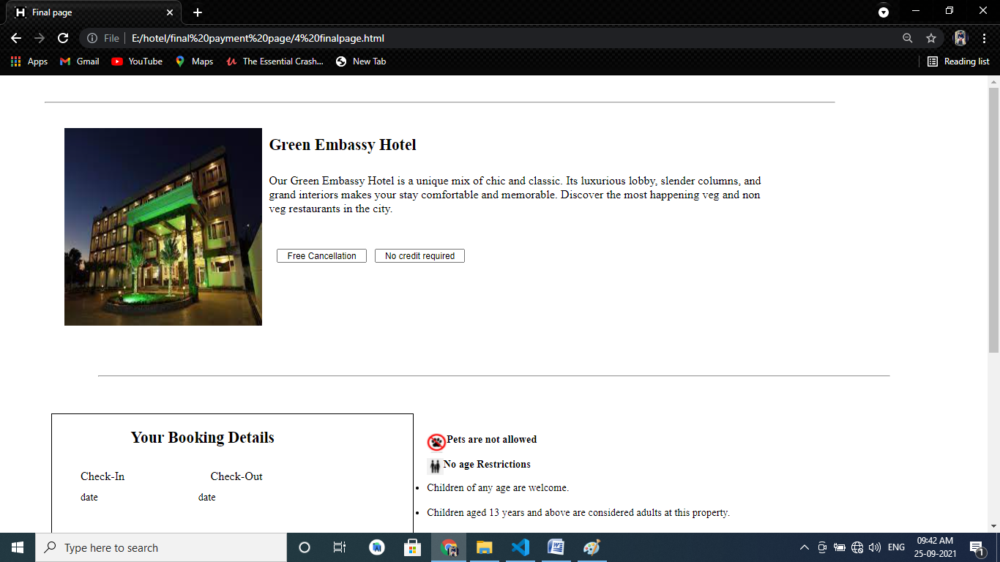 Final page
File
E:/hotel/final%20payment%20page/4%20finalpage.html
Apps
Gmail
YouTube
Maps
The Essential Crash...
New Tab
Reading list
Green Embassy Hotel
Our Green Embassy Hotel is a unique mix of chic and classic. Its luxurious lobby, slender columns, and
grand interiors makes your stay comfortable and memorable. Discover the most happening veg and non
veg restaurants in the city.
Free Cancellation
No credit required
Your Booking Details
Check-In
Check-Out
date
date
Pets are not allowed
No age Restrictions
Children of any age are welcome.
Children aged 13 years and above are considered adults at this property.
Type here to search
ENG
09:42 AM
25-09-2021
1